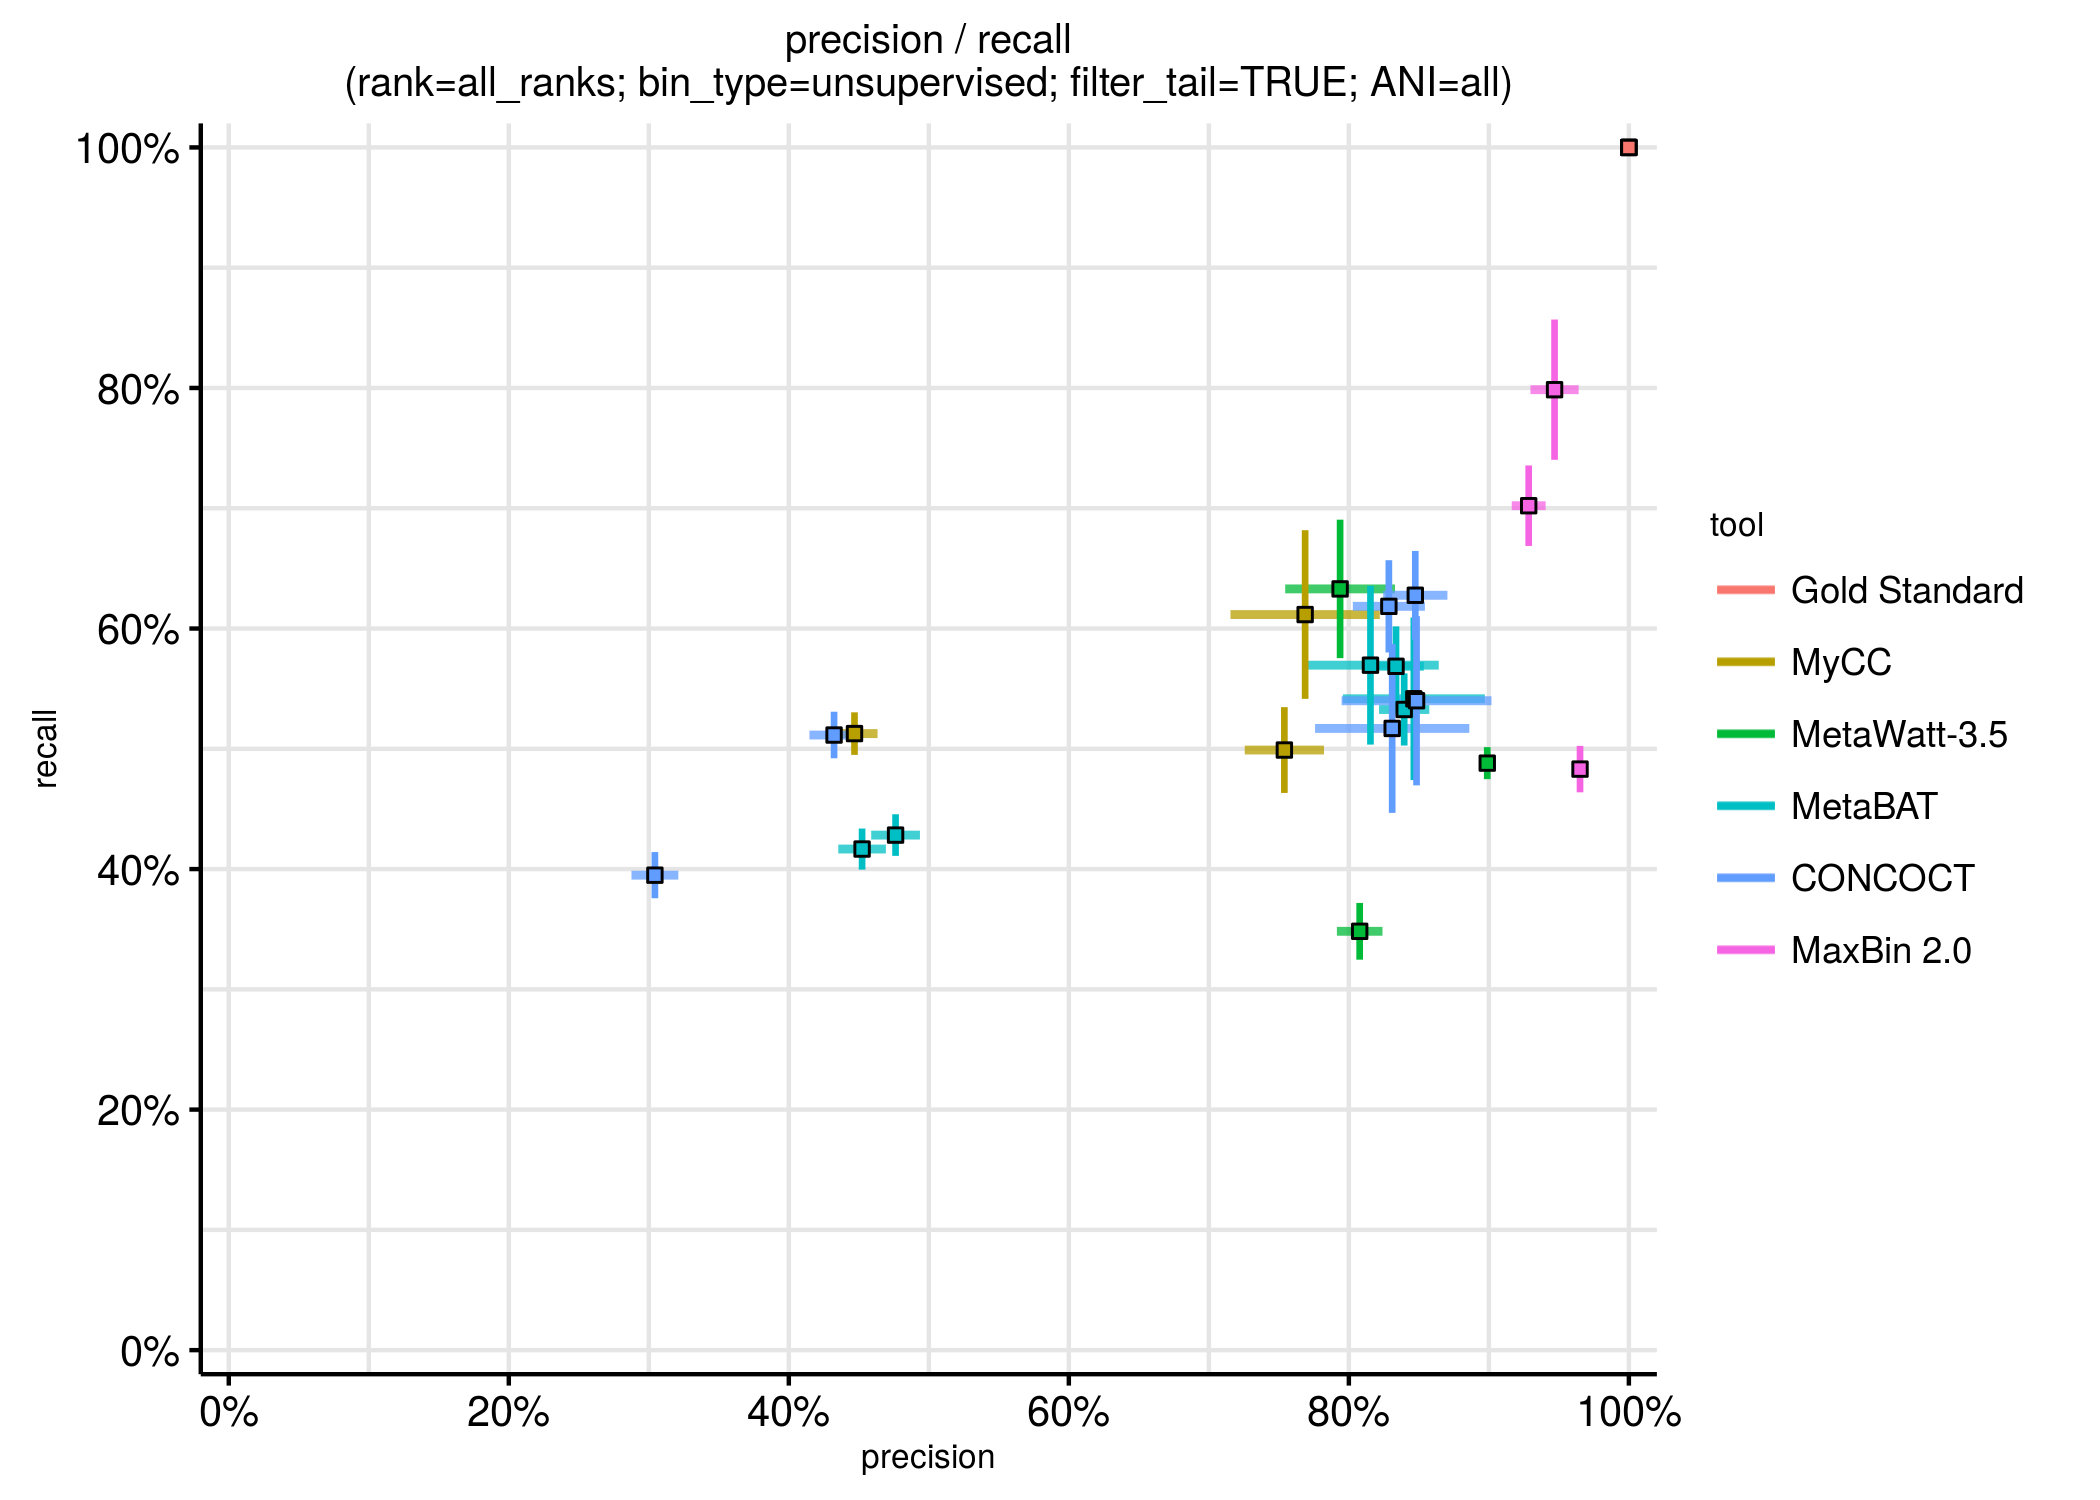 precision / recall
(rank=all_ranks; bin_type=unsupervised; filter_tail=TRUE; ANI=all)
100%
80%
60%
40%
20%
0%
recall
0%
20%
40%
60%
80%
100%
precision
tool
Gold Standard
MyCC
MetaWatt-3.5
MetaBAT
CONCOCT
MaxBin 2.0